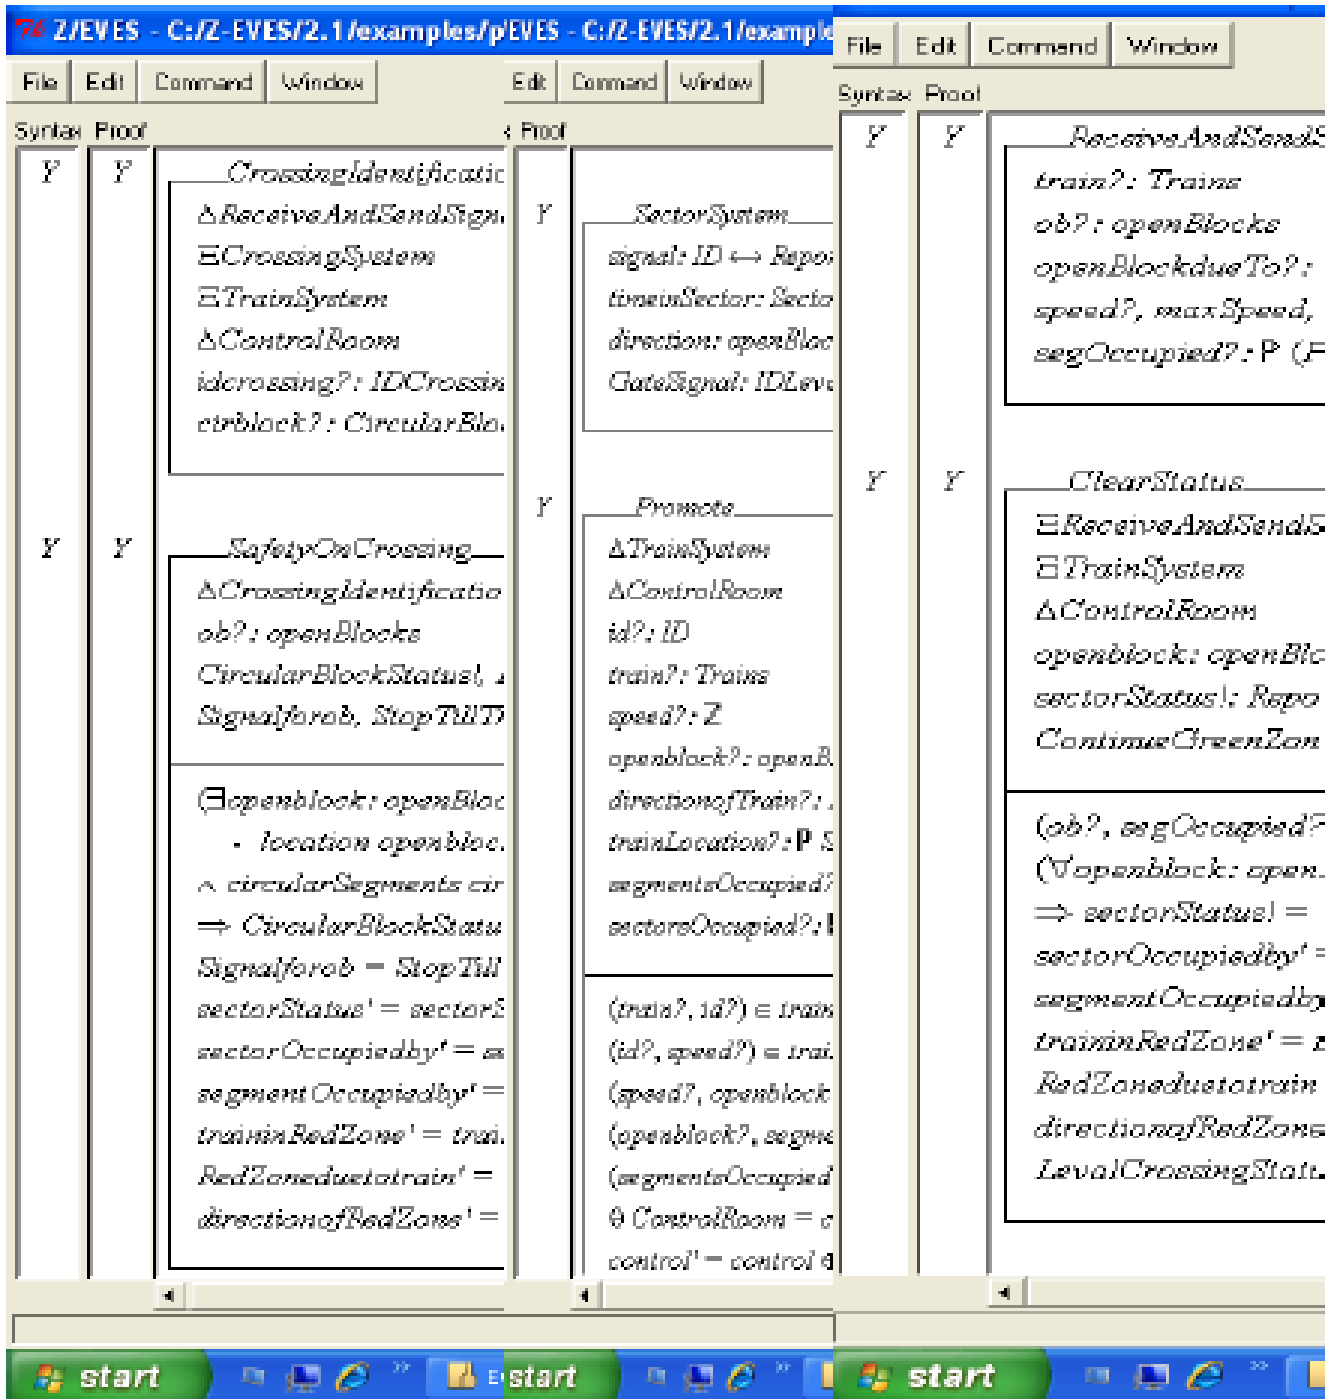 Z/EVES - C:/Z-EVES/2.1/examples/p
File Edit Command Window
Syntax Proof
Y Y CrossingIdentificatio
ΔReceiveAndSendSign
ΞCrossingSystem
ΞTrainSystem
ΔControlRoom
idcrossing?: IDCrossin
cirblock?: CircularBlo
Y Y SafetyOnCrossing
ΔCrossingIdentificatio
ob?: openBlocks
CircularBlockStatus!,
Signalforob, StopTillT
(∃openblock: openBloc
• location openbloc
∧ circularSegments cir
⇒ CircularBlockStatu
Signalforob = StopTill
sectorStatus' = sectorS
sectorOccupiedby' = se
segmentOccupiedby' =
traininRedZone' = trai
RedZoneduetotrain' =
directionofRedZone' =
start
EVES - C:/Z-EVES/2.1/example
Edit Command Window
Proof
Y SectorSystem
signal: ID ↔ Repo
timeinSector: Secto
direction: openBloc
GateSignal: IDLeve
Y Promote
ΔTrainSystem
ΔControlRoom
id?: ID
train?: Trains
speed?: ℤ
openblock?: openB
directionofTrain?:
trainLocation?: ℙ S
segmentsOccupied?
sectorsOccupied?: ℙ
(train?, id?) ∈ train
(id?, speed?) ∈ trai
(speed?, openblock
(openblock?, segme
(segmentsOccupied
θ ControlRoom = c
control' = control ⊕
start
File Edit Command Window
Syntax Proof
Y Y ReceiveAndSendS
train?: Trains
ob?: openBlocks
openBlockdueTo?:
speed?, maxSpeed,
segOccupied?: ℙ (F
Y Y ClearStatus
ΞReceiveAndSendS
ΞTrainSystem
ΔControlRoom
openblock: openBlo
sectorStatus!: Repo
ContinueGreenZon
(ob?, segOccupied?
(∀openblock: open
⇒ sectorStatus! =
sectorOccupiedby' =
segmentOccupiedby
traininRedZone' =
RedZoneduetotrain
directionofRedZone
LevalCrossingStatu
start